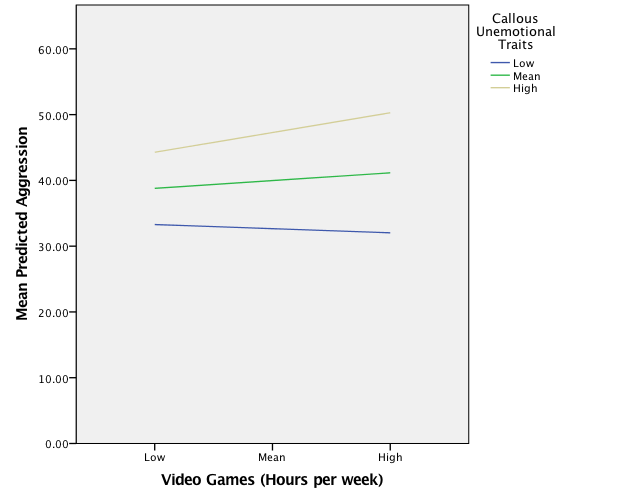 Callous
Unemotional
Traits
Low
Mean
High
60.00
50.00
40.00
30.00
20.00
10.00
0.00
Mean Predicted Aggression
Low Mean High
Video Games (Hours per week)